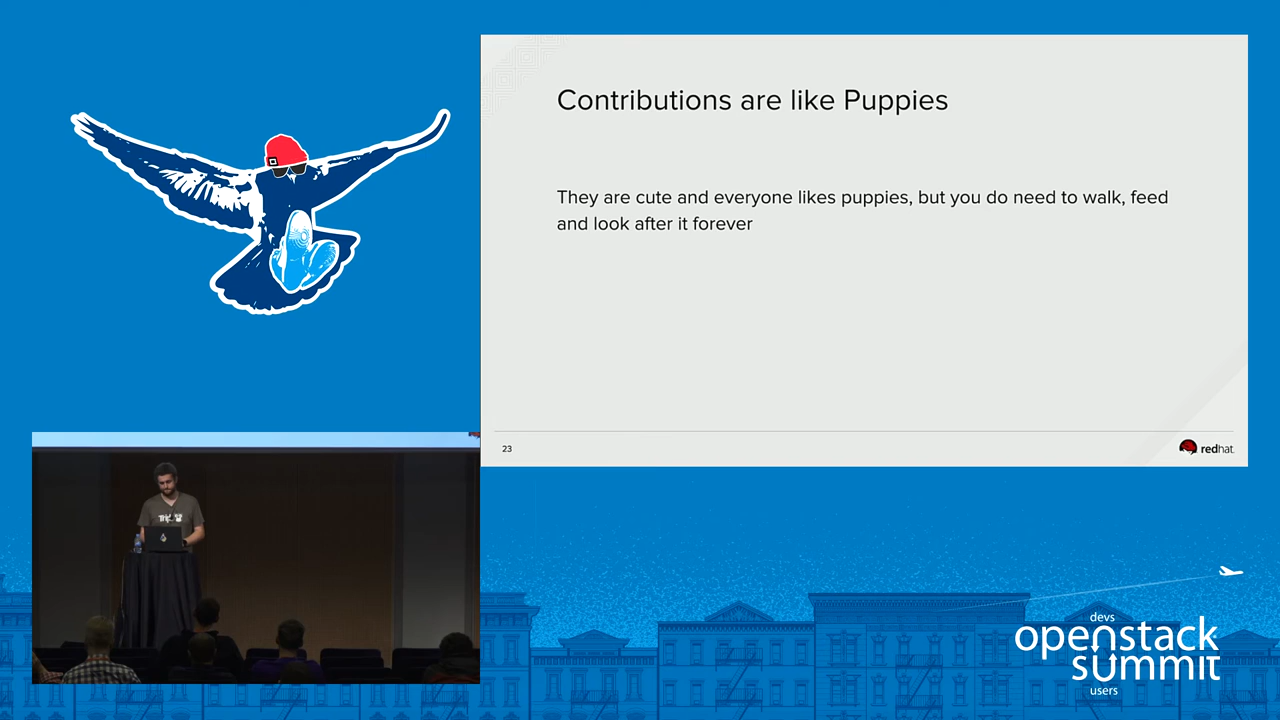 Contributions are like Puppies
They are cute and everyone likes puppies, but you do need to walk, feed
and look after it forever
23
redhat.
devs
openstack
summit
users